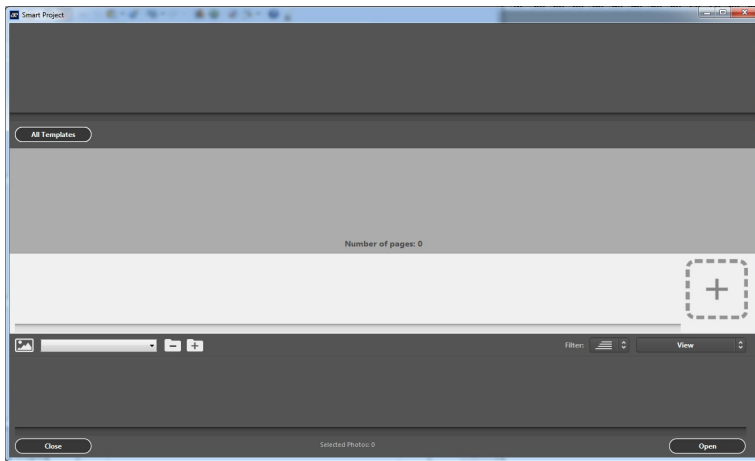 Smart Project
All Templates
Number of pages: 0
Filter:
View
Close
Selected Photos: 0
Open